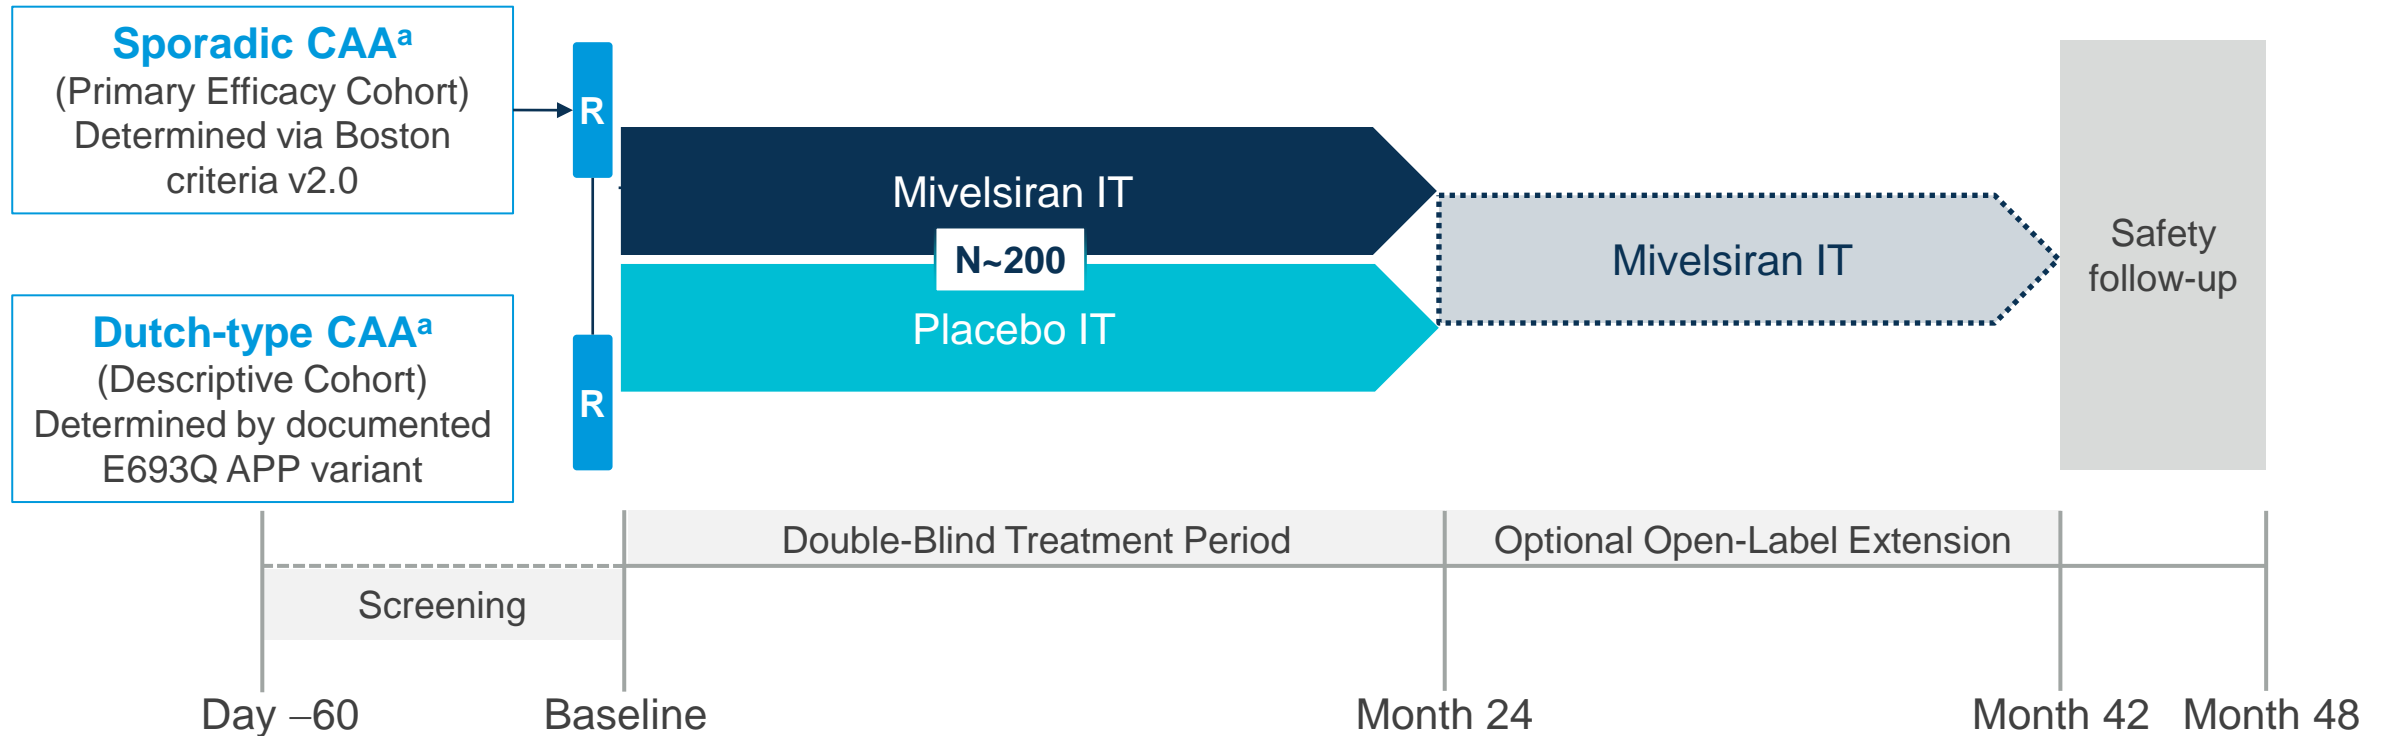 Sporadic CAAᵃ
(Primary Efficacy Cohort)
Determined via Boston
criteria v2.0
R
Mivelsiran IT
N~200
Placebo IT
Mivelsiran IT
Safety
follow-up
Dutch-type CAAᵃ
(Descriptive Cohort)
Determined by documented
E693Q APP variant
R
Double-Blind Treatment Period
Optional Open-Label Extension
Screening
Day −60
Baseline
Month 24
Month 42
Month 48